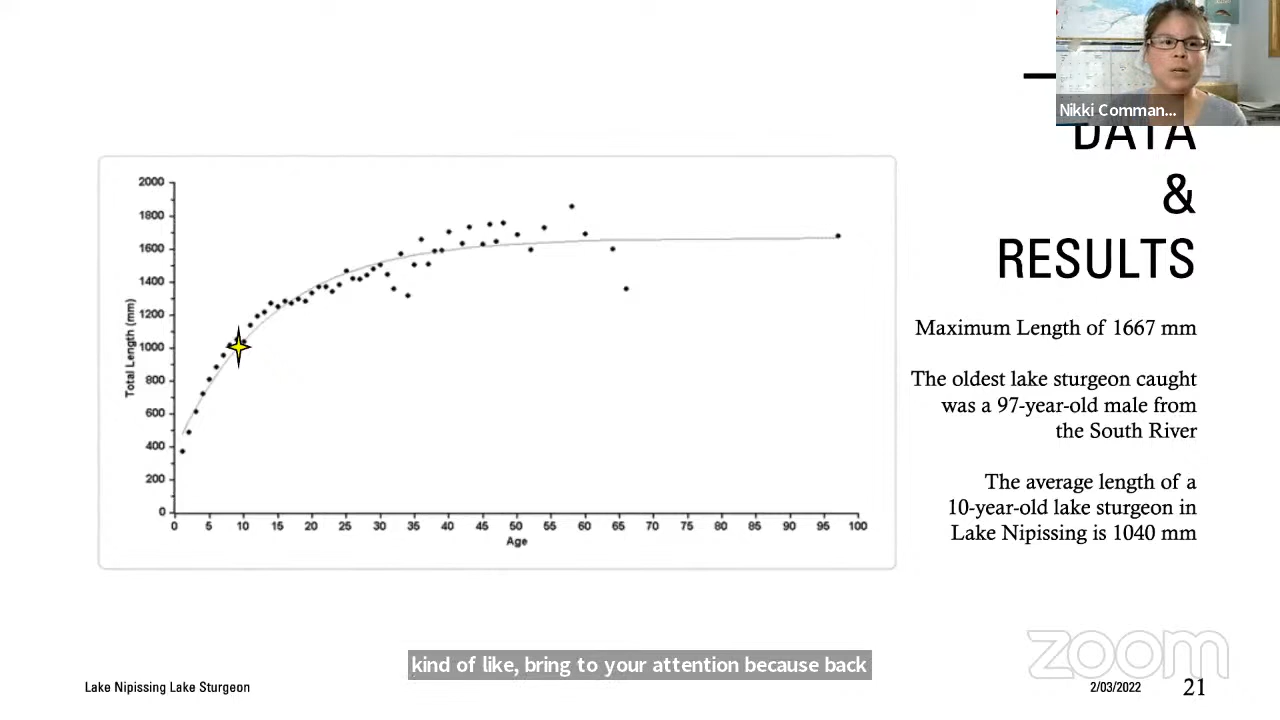 Nikki Comman...
DATA
&
RESULTS
2000
1800
1600
1400
1200
1000
800
600
400
200
0
Total Length (mm)
0 5 10 15 20 25 30 35 40 45 50 55 60 65 70 75 80 85 90 95 100
Age
Maximum Length of 1667 mm
The oldest lake sturgeon caught
was a 97-year-old male from
the South River
The average length of a
10-year-old lake sturgeon in
Lake Nipissing is 1040 mm
kind of like, bring to your attention because back
zoom
Lake Nipissing Lake Sturgeon
2/03/2022
21